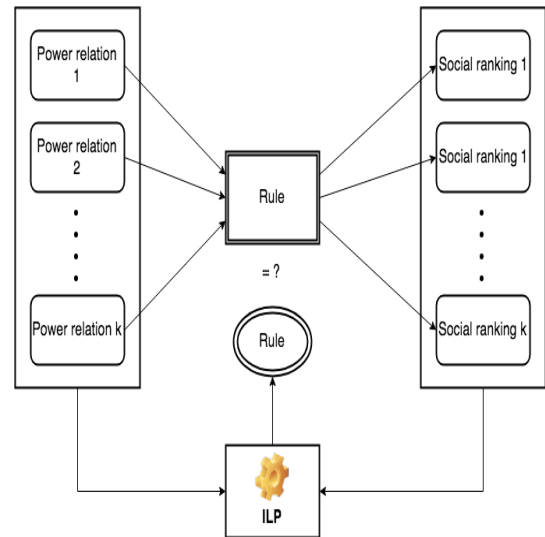 Power relation
1
Power relation
2
Power relation k
Rule
= ?
Rule
ILP
Social ranking 1
Social ranking 1
Social ranking k